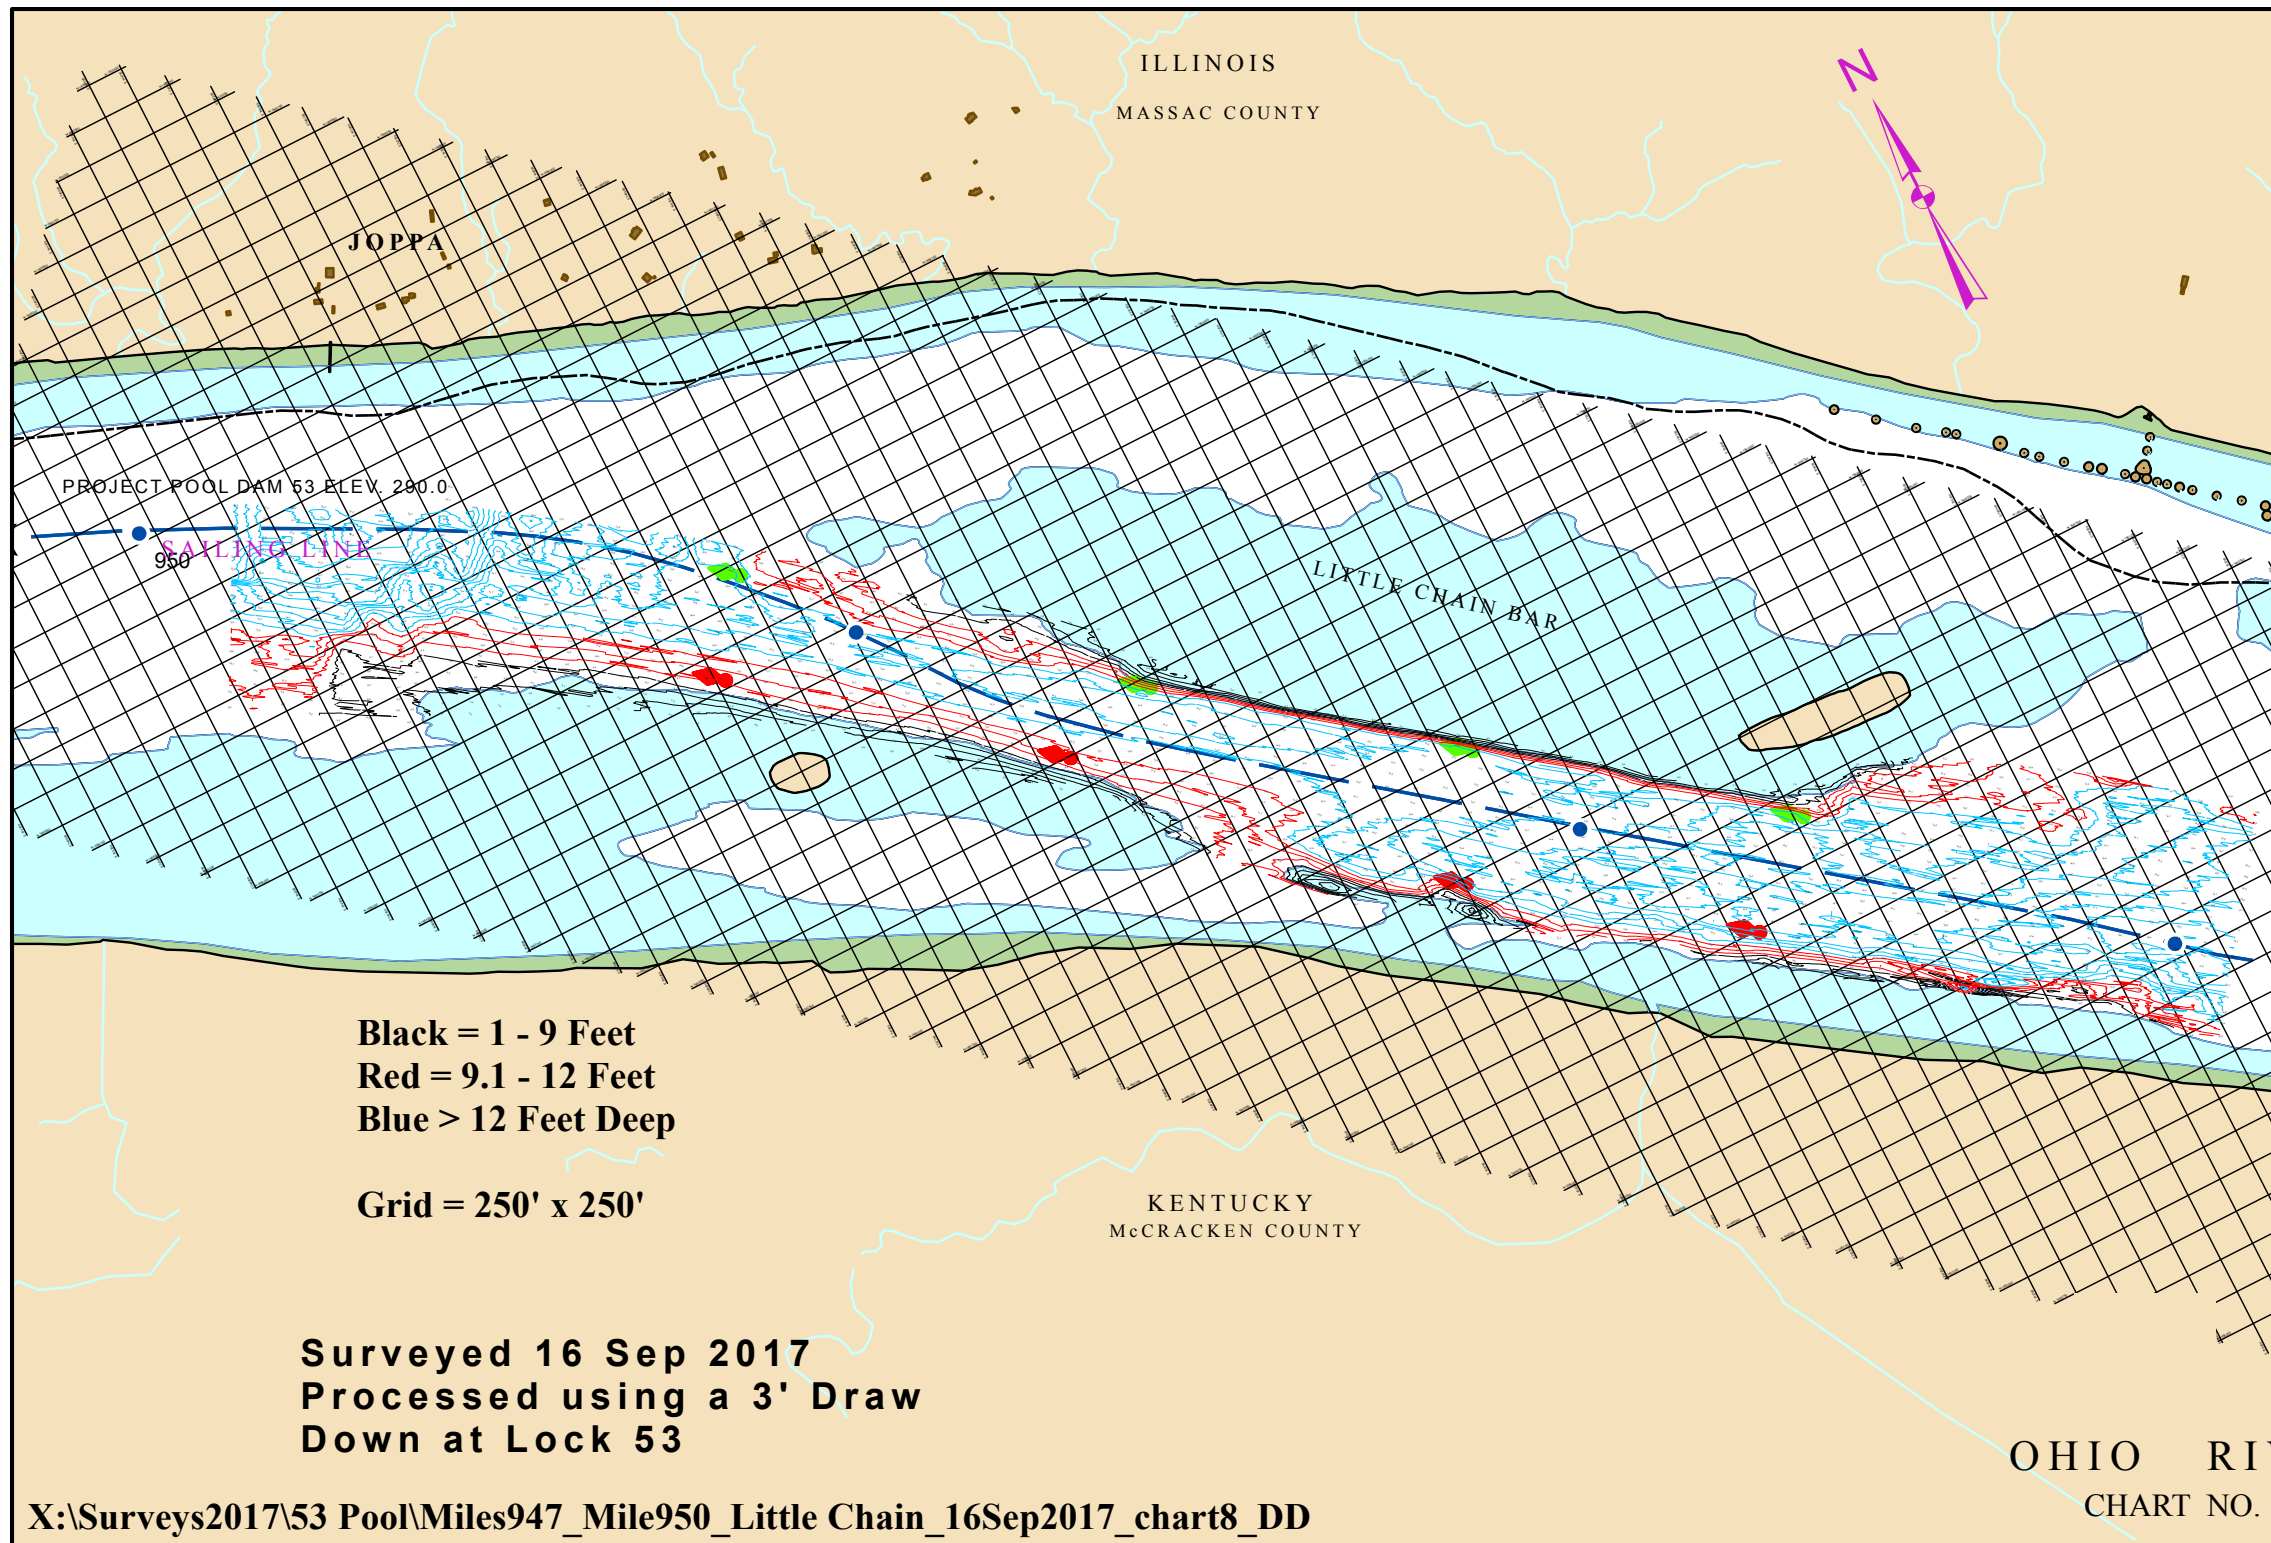 ILLINOIS
MASSAC COUNTY
N
JOPPA
PROJECT POOL DAM 53 ELEV. 290.0
SAILING LINE
950
LITTLE CHAIN BAR
Black = 1 - 9 Feet
Red = 9.1 - 12 Feet
Blue > 12 Feet Deep
Grid = 250' x 250'
KENTUCKY
McCRACKEN COUNTY
Surveyed 16 Sep 2017
Processed using a 3' Draw
Down at Lock 53
OHIO RI
CHART NO.
X:\Surveys2017\53 Pool\Miles947_Mile950_Little Chain_16Sep2017_chart8_DD